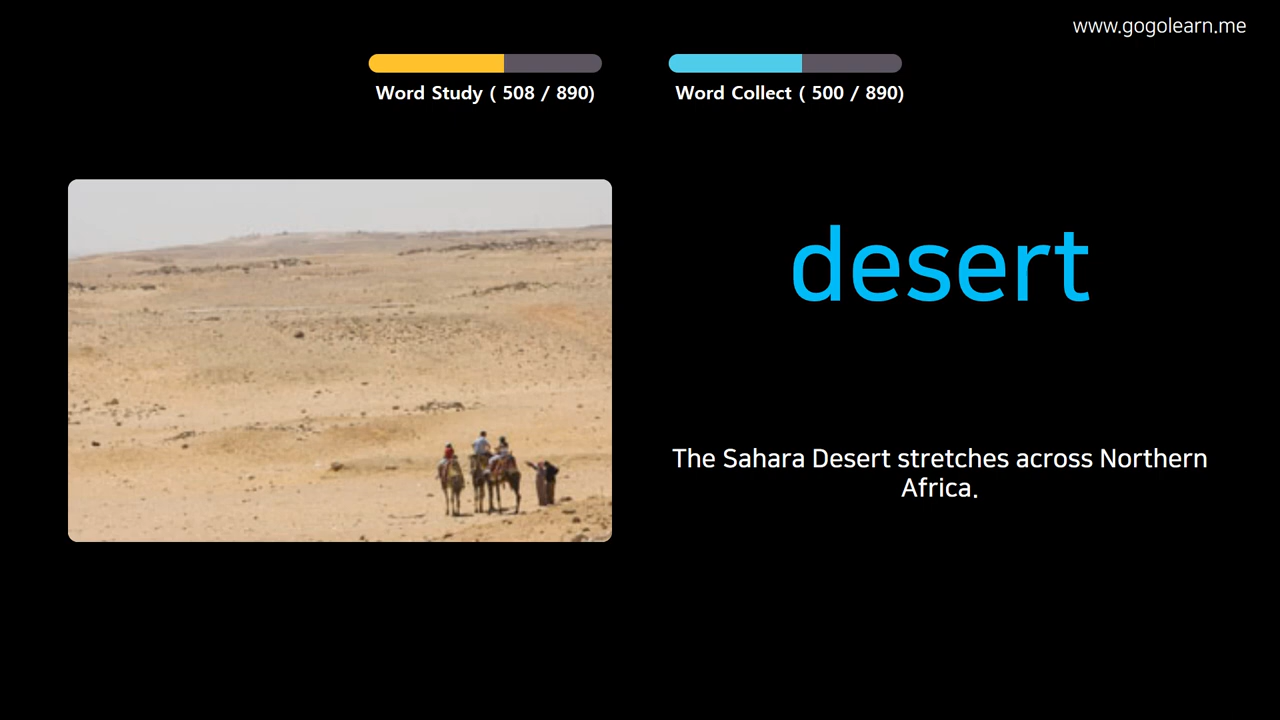 www.gogolearn.me
Word Study ( 508 / 890)
Word Collect ( 500 / 890)
desert
The Sahara Desert stretches across Northern
Africa.